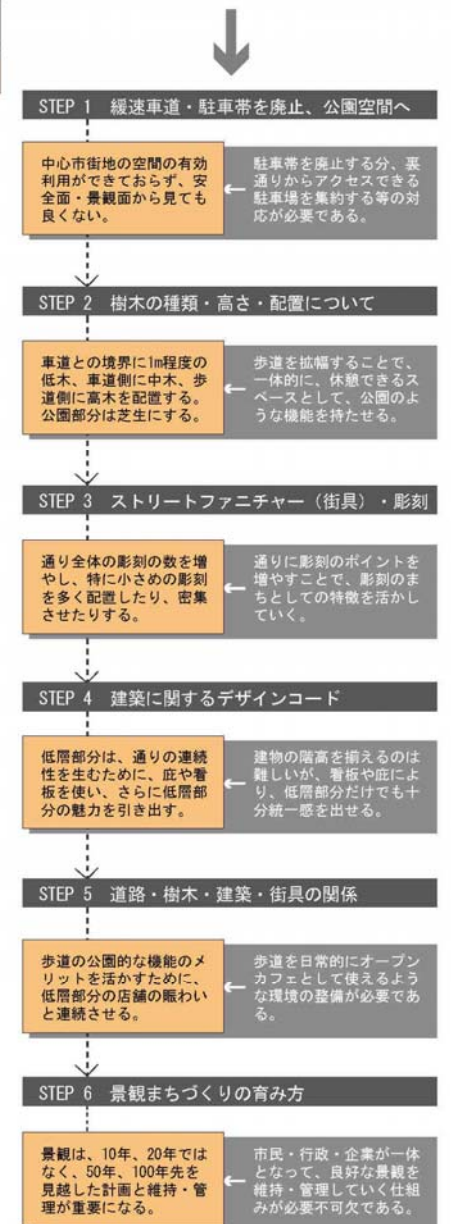 STEP 1 緩速車道・駐車帯を廃止、公園空間へ
中心市街地の空間の有効
利用ができておらず、安
全面・景観面から見ても
良くない。
駐車帯を廃止する分、裏
通りからアクセスできる
駐車場を集約する等の対
応が必要である。
STEP 2 樹木の種類・高さ・配置について
車道との境界に1m程度の
低木、車道側に中木、歩
道側に高木を配置する。
公園部分は芝生にする。
歩道を拡幅することで、
一体的に、休憩できるス
ペースとして、公園のよ
うな機能を持たせる。
STEP 3 ストリートファニチャー（街具）・彫刻
通り全体の彫刻の数を増
やし、特に小さめの彫刻
を多く配置したり、密集
させたりする。
通りに彫刻のポイントを
増やすことで、彫刻のま
ちとしての特徴を活かし
ていく。
STEP 4 建築に関するデザインコード
低層部分は、通りの連続
性を生むために、庇や看
板を使い、さらに低層部
分の魅力を引き出す。
建物の階高を揃えるのは
難しいが、看板や庇によ
り、低層部分だけでも十
分統一感を出せる。
STEP 5 道路・樹木・建築・街具の関係
歩道の公園的な機能のメ
リットを活かすために、
低層部分の店舗の賑わい
と連続させる。
歩道を日常的にオープン
カフェとして使えるよう
な環境の整備が必要であ
る。
STEP 6 景観まちづくりの育み方
景観は、10年、20年では
なく、50年、100年先を
見越した計画と維持・管
理が重要になる。
市民・行政・企業が一体
となって、良好な景観を
維持・管理していく仕組
みが必要不可欠である。